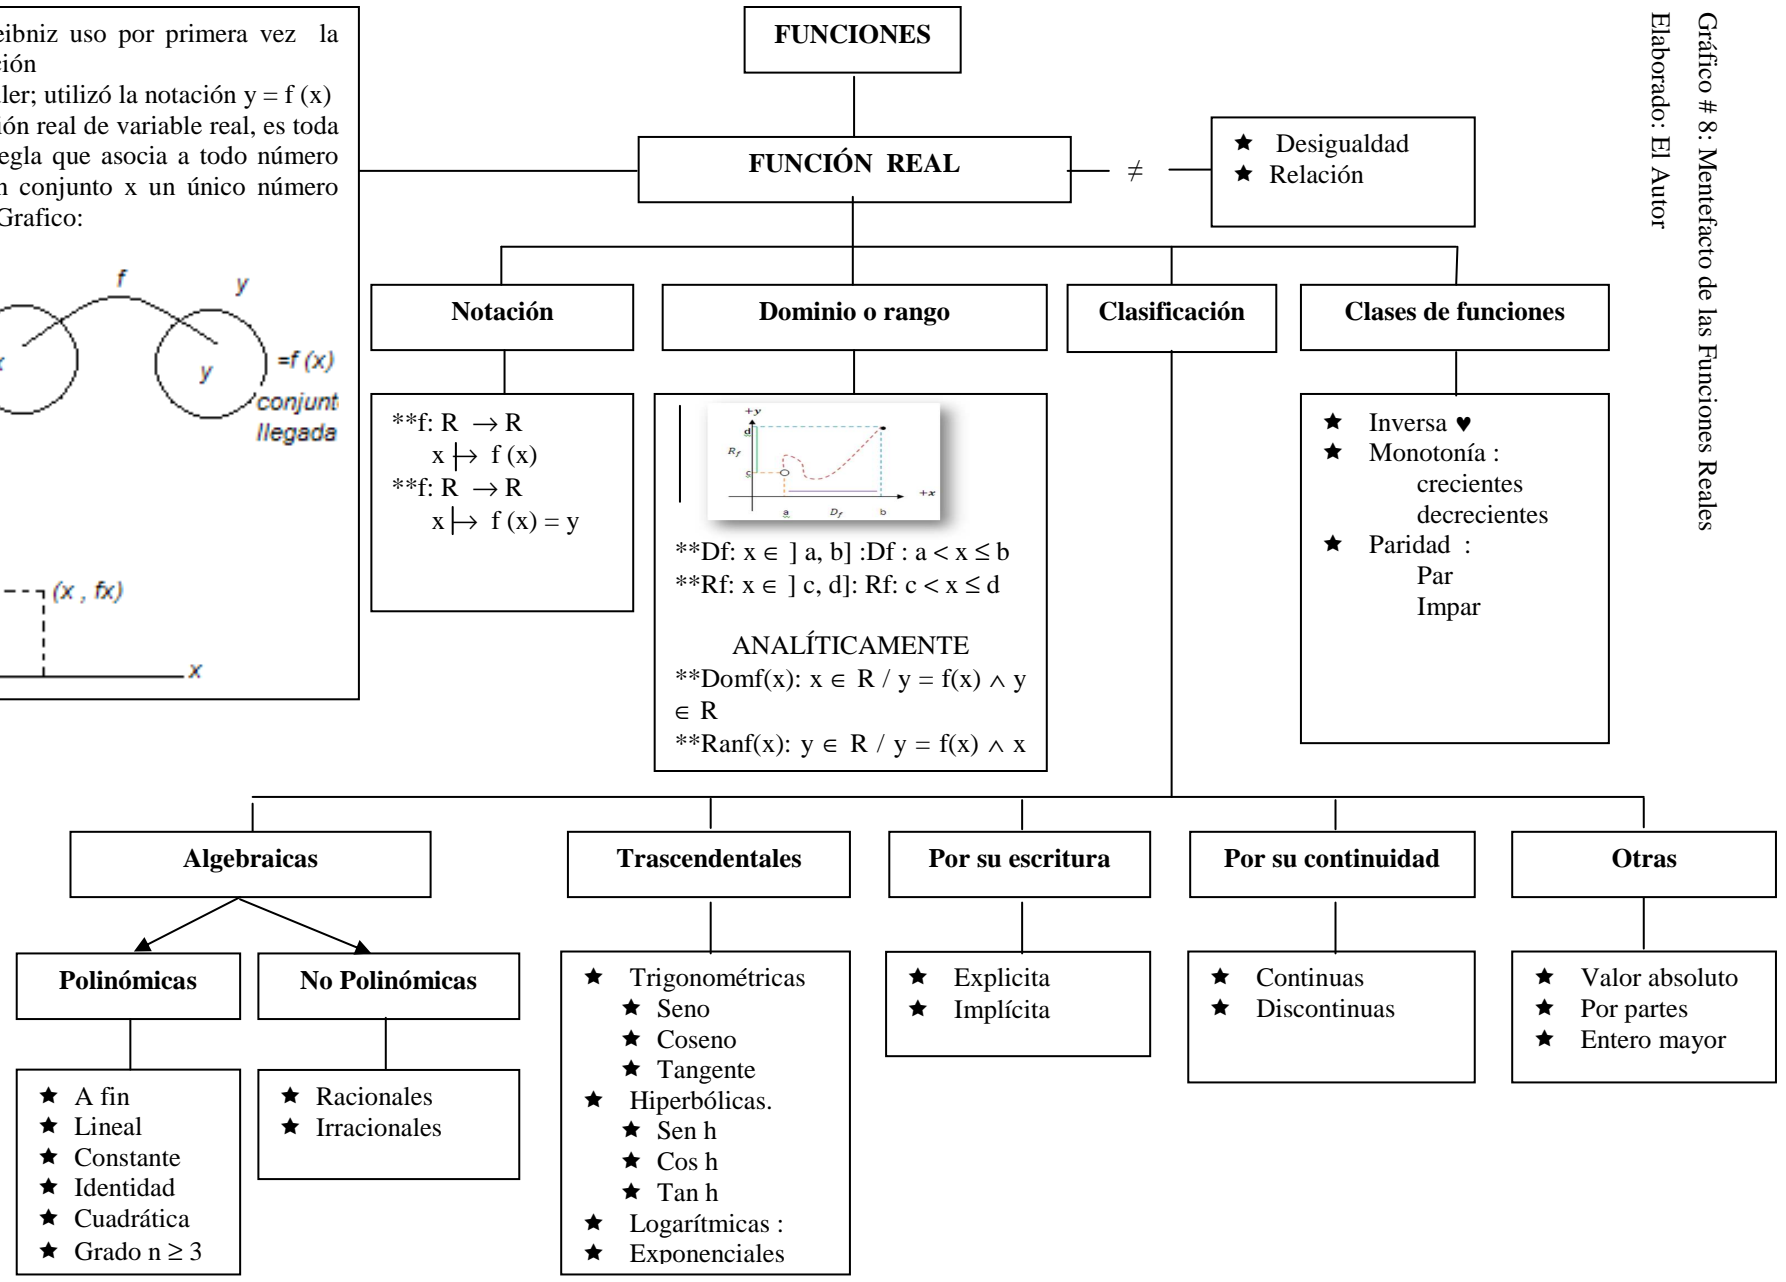 FUNCIONES
Gráfico # 8: Mentefacto de las Funciones Reales
Elaborado: El Autor
eibniz uso por primera vez la
ción
ler; utilizó la notación y = f (x)
ión real de variable real, es toda
egla que asocia a todo número
n conjunto x un único número
Grafico:
f
y
x
y
=f (x)
conjunt
llegada
(x , fx)
x
FUNCIÓN REAL
≠
★ Desigualdad
★ Relación
Notación
**f: R → R
x ↦ f (x)
**f: R → R
x ↦ f (x) = y
Dominio o rango
+y
d
Rf
c
a
Df
b
+x
**Df: x ∈ ] a, b] :Df : a < x ≤ b
**Rf: x ∈ ] c, d]: Rf: c < x ≤ d
ANALÍTICAMENTE
**Domf(x): x ∈ R / y = f(x) ∧ y
∈ R
**Ranf(x): y ∈ R / y = f(x) ∧ x
Clasificación
Clases de funciones
★ Inversa ♥
★ Monotonía :
crecientes
decrecientes
★ Paridad :
Par
Impar
Algebraicas
Polinómicas
★ A fin
★ Lineal
★ Constante
★ Identidad
★ Cuadrática
★ Grado n ≥ 3
No Polinómicas
★ Racionales
★ Irracionales
Trascendentales
★ Trigonométricas
★ Seno
★ Coseno
★ Tangente
★ Hiperbólicas.
★ Sen h
★ Cos h
★ Tan h
★ Logarítmicas :
★ Exponenciales
Por su escritura
★ Explicita
★ Implícita
Por su continuidad
★ Continuas
★ Discontinuas
Otras
★ Valor absoluto
★ Por partes
★ Entero mayor